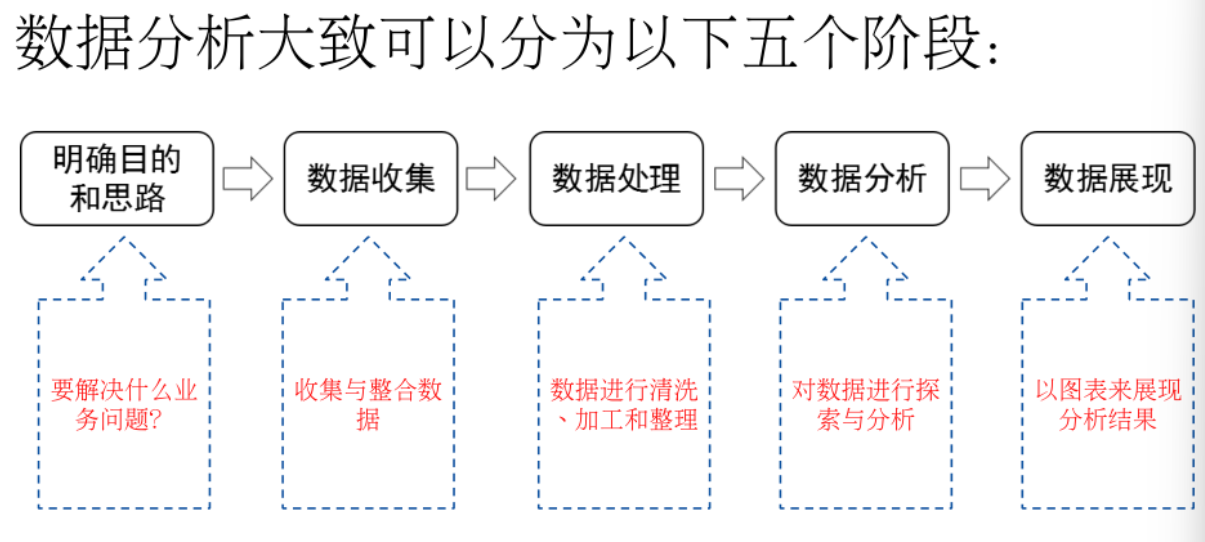 数据分析大致可以分为以下五个阶段：
明确目的
和思路
数据收集
数据处理
数据分析
数据展现
要解决什么业
务问题？
收集与整合数
据
数据进行清洗
、加工和整理
对数据进行探
索与分析
以图表来展现
分析结果